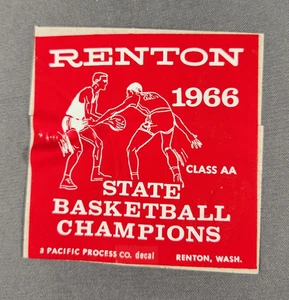 RENTON
1966
CLASS AA
STATE
BASKETBALL
CHAMPIONS
a PACIFIC PROCESS CO. decal RENTON, WASH.